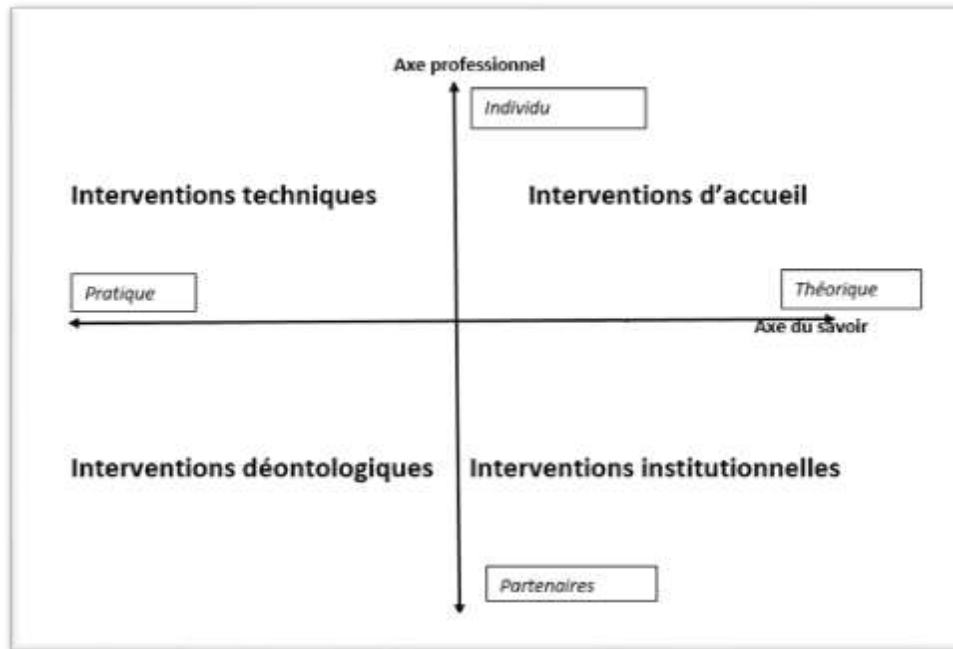 Axe professionnel
Individu
Interventions techniques
Interventions d’accueil
Pratique
Théorique
Axe du savoir
Interventions déontologiques
Interventions institutionnelles
Partenaires